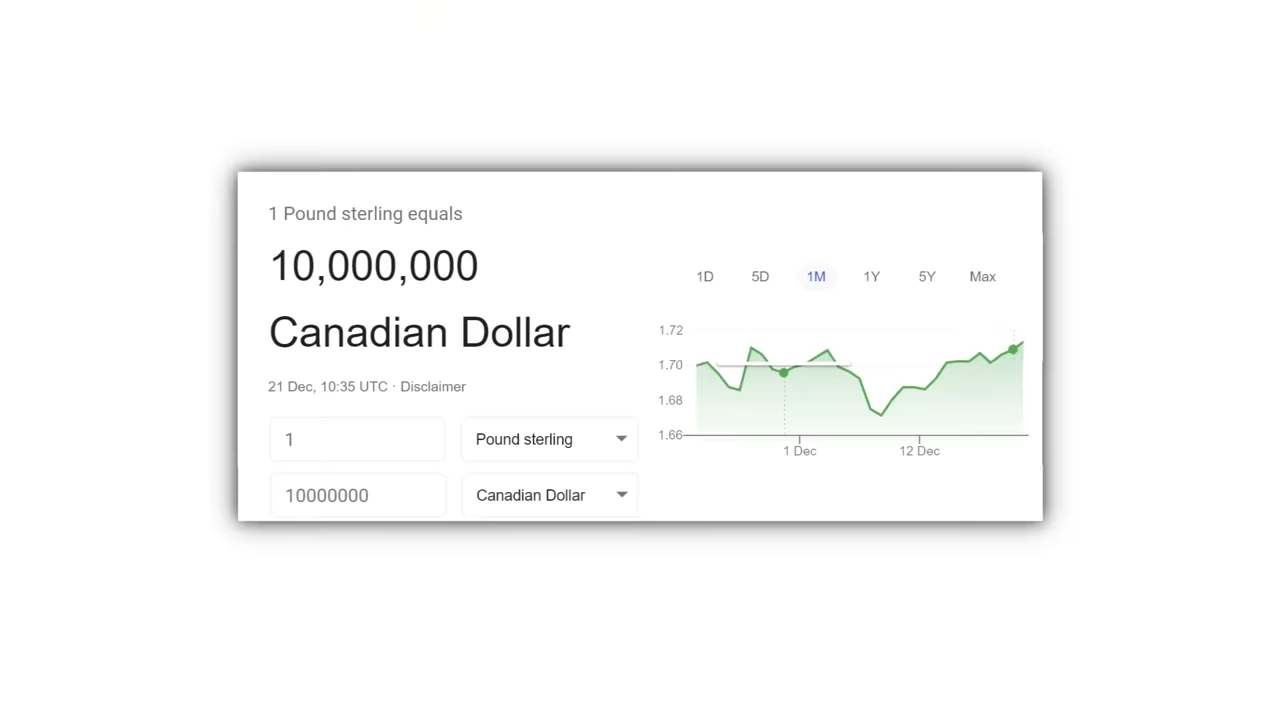 1 Pound sterling equals
10,000,000
Canadian Dollar
21 Dec, 10:35 UTC · Disclaimer
1 Pound sterling
10000000 Canadian Dollar
1D 5D 1M 1Y 5Y Max
1.72
1.70
1.68
1.66
1 Dec 12 Dec